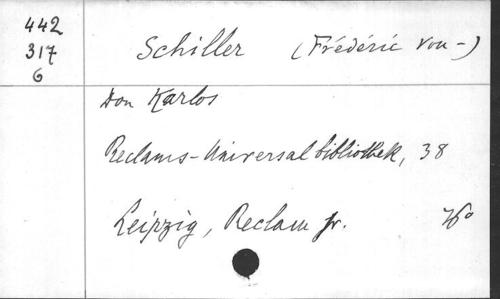 442
317
6
Schiller (Frédéric von-)
Don Karlos
Reclams-Universalbibliothek, 38
Leipzig, Reclam jr.